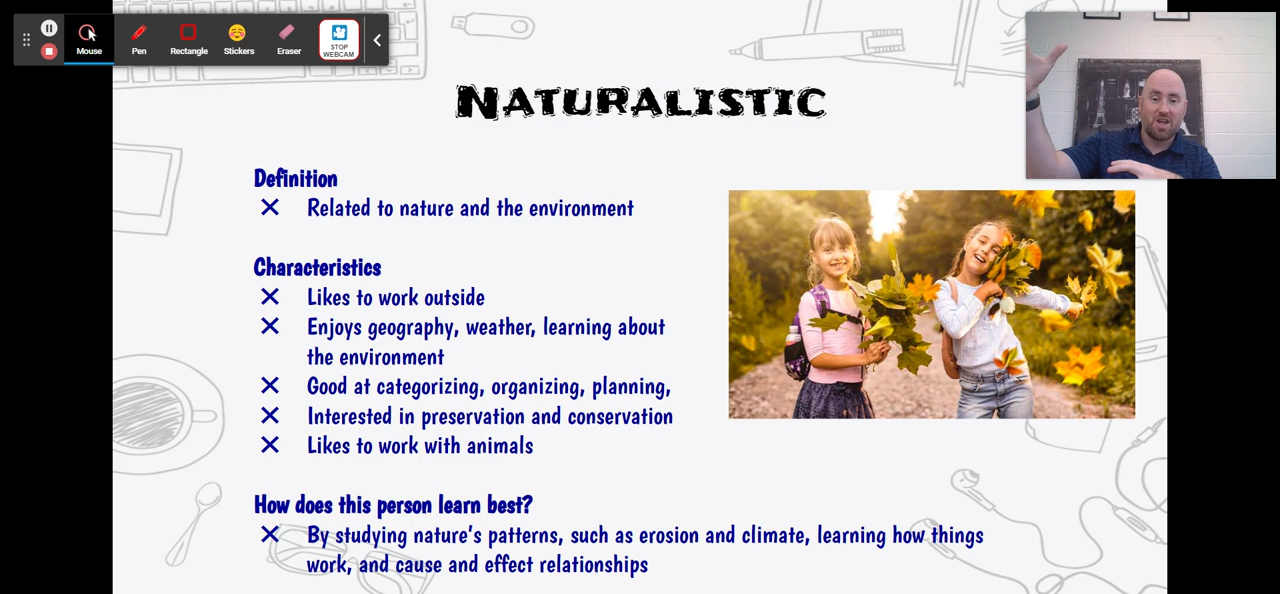 Mouse
Pen
Rectangle
Stickers
Eraser
STOP
WEBCAM
NATURALISTIC
Definition
✕ Related to nature and the environment
Characteristics
✕ Likes to work outside
✕ Enjoys geography, weather, learning about
the environment
✕ Good at categorizing, organizing, planning,
✕ Interested in preservation and conservation
✕ Likes to work with animals
How does this person learn best?
✕ By studying nature's patterns, such as erosion and climate, learning how things
work, and cause and effect relationships